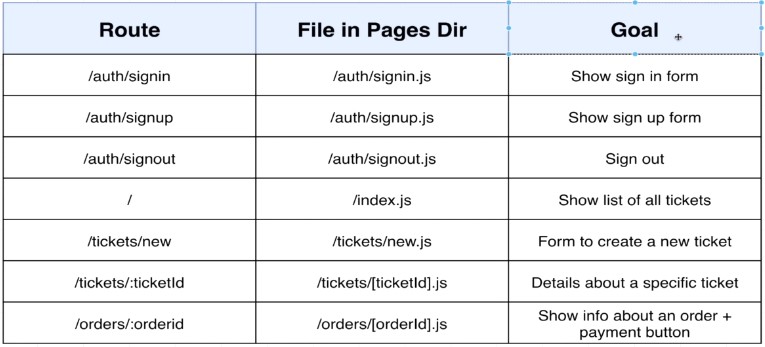 Route File in Pages Dir Goal
/auth/signin /auth/signin.js Show sign in form
/auth/signup /auth/signup.js Show sign up form
/auth/signout /auth/signout.js Sign out
/ /index.js Show list of all tickets
/tickets/new /tickets/new.js Form to create a new ticket
/tickets/:ticketId /tickets/[ticketId].js Details about a specific ticket
/orders/:orderid /orders/[orderId].js Show info about an order +
payment button